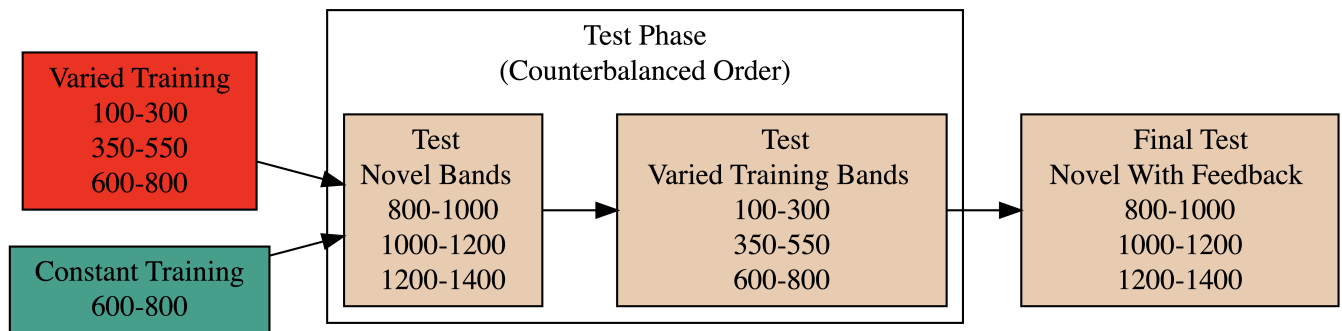 Varied Training
100-300
350-550
600-800
Constant Training
600-800
Test Phase
(Counterbalanced Order)
Test
Novel Bands
800-1000
1000-1200
1200-1400
Test
Varied Training Bands
100-300
350-550
600-800
Final Test
Novel With Feedback
800-1000
1000-1200
1200-1400